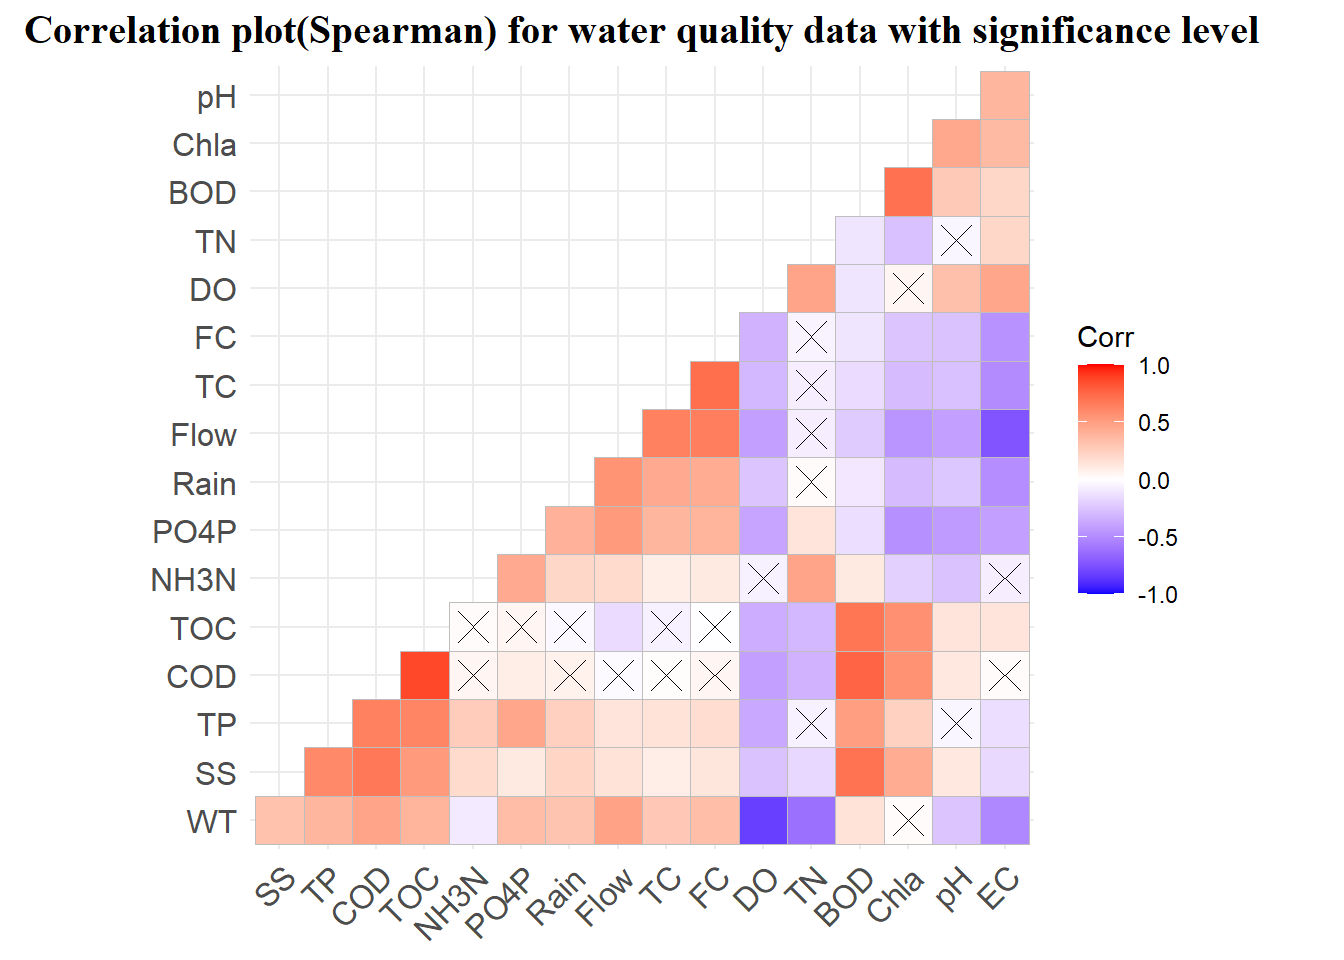 Correlation plot(Spearman) for water quality data with significance level
pH
Chla
BOD
TN
DO
FC
TC
Flow
Rain
PO4P
NH3N
TOC
COD
TP
SS
WT
SS TP COD TOC NH3N PO4P Rain Flow TC FC DO TN BOD Chla pH EC
Corr
1.0
0.5
0.0
-0.5
-1.0